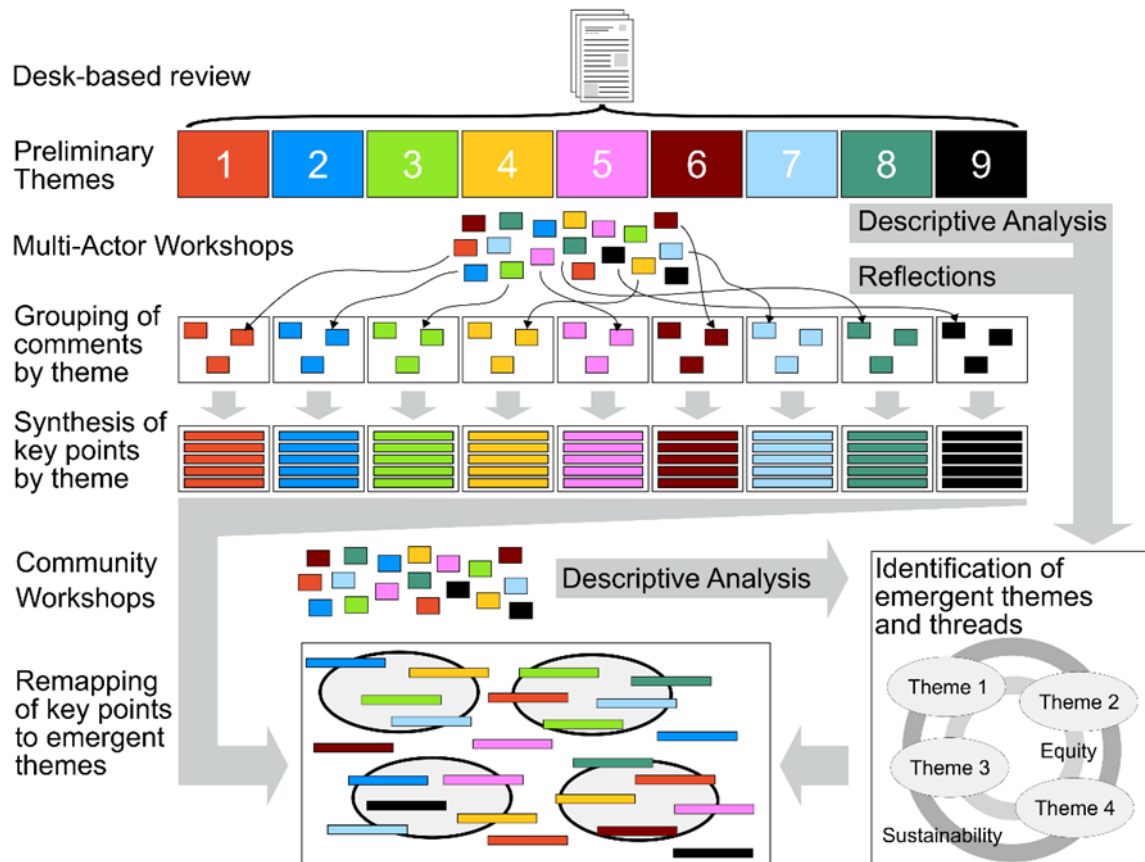 Desk-based review
Preliminary
Themes
1 2 3 4 5 6 7 8 9
Multi-Actor Workshops
Descriptive Analysis
Reflections
Grouping of
comments
by theme
Synthesis of
key points
by theme
Community
Workshops
Descriptive Analysis
Identification of
emergent themes
and threads
Theme 1
Theme 2
Equity
Theme 3
Theme 4
Sustainability
Remapping
of key points
to emergent
themes